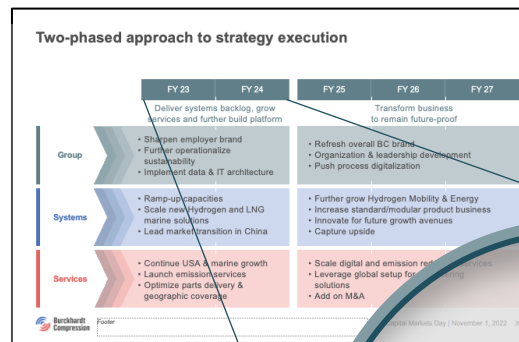 Two-phased approach to strategy execution
FY 23 FY 24 FY 25 FY 26 FY 27
Deliver systems backlog, grow
services and further build platform
Transform business
to remain future-proof
Group
• Sharpen employer brand
• Further operationalize
sustainability
• Implement data & IT architecture
• Refresh overall BC brand
• Organization & leadership development
• Push process digitalization
Systems
• Ramp-up capacities
• Scale new Hydrogen and LNG
marine solutions
• Lead market transition in China
• Further grow Hydrogen Mobility & Energy
• Increase standard/modular product business
• Innovate for future growth avenues
• Capture upside
Services
• Continue USA & marine growth
• Launch emission services
• Optimize parts delivery &
geographic coverage
• Scale digital and emission services
• Leverage global setup for
solutions
• Add on M&A
Burckhardt
Compression
Footer
Capital Markets Day | November 1, 2022